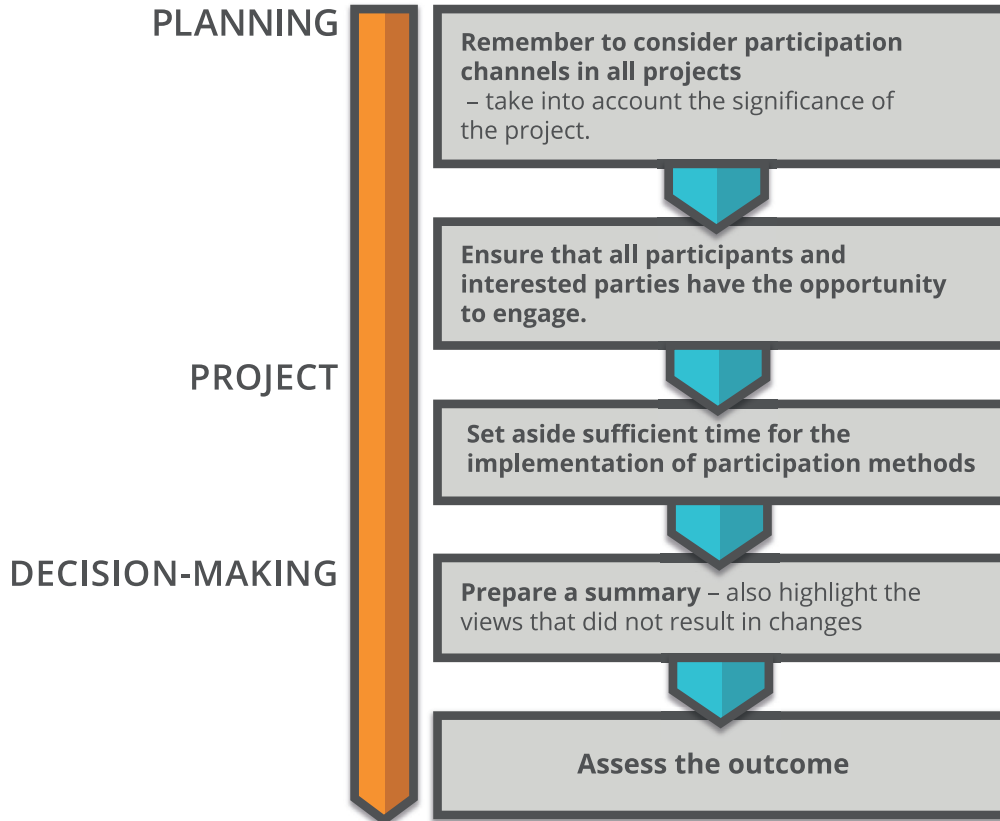 PLANNING
Remember to consider participation
channels in all projects
– take into account the significance of
the project.
Ensure that all participants and
interested parties have the opportunity
to engage.
PROJECT
Set aside sufficient time for the
implementation of participation methods
DECISION-MAKING
Prepare a summary – also highlight the
views that did not result in changes
Assess the outcome